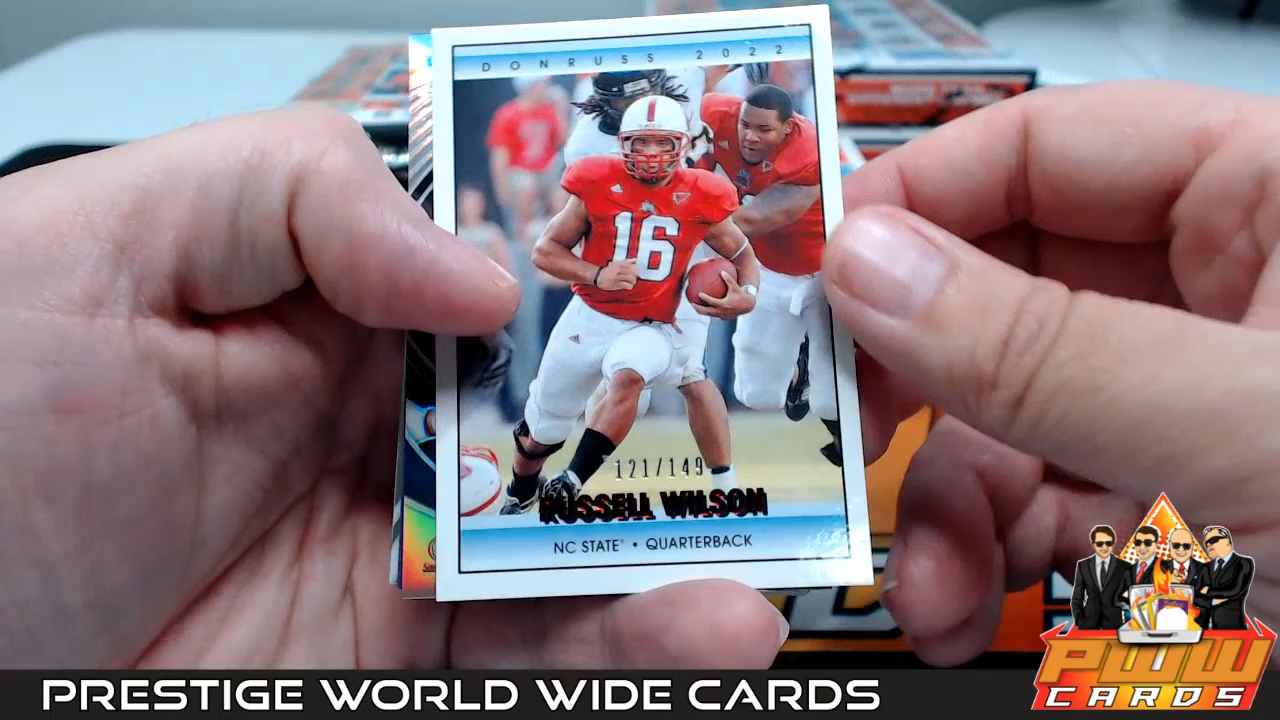 DONRUSS 2022
16
121/149
RUSSELL WILSON
NC STATE • QUARTERBACK
PWW
CARDS
PRESTIGE WORLD WIDE CARDS